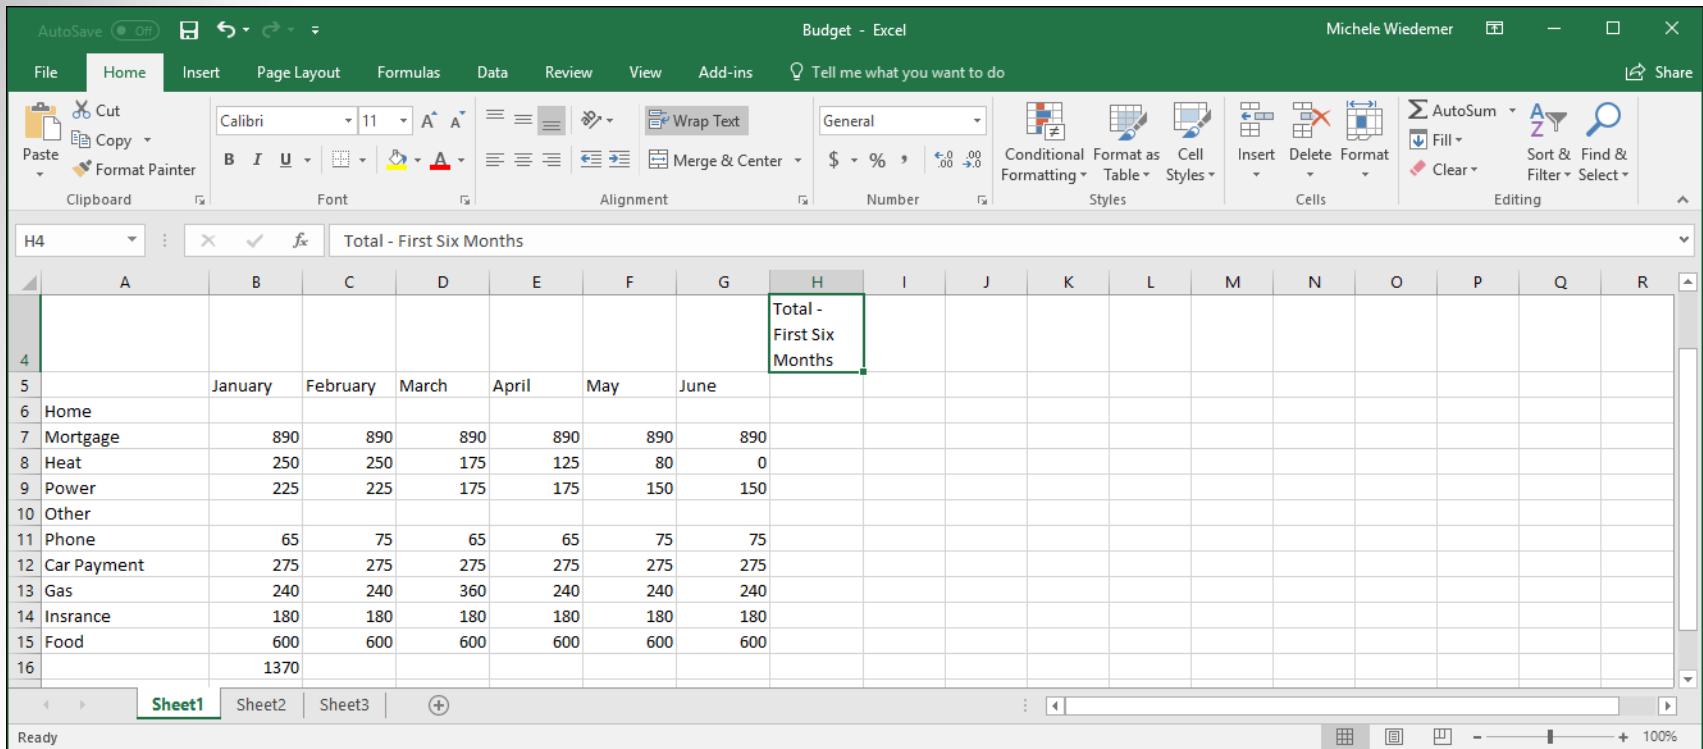 AutoSave Off Budget - Excel Michele Wiedemer
File Home Insert Page Layout Formulas Data Review View Add-ins Tell me what you want to do Share
Paste
Cut
Copy
Format Painter
Clipboard
Calibri 11 A A
B I U A
Font
Wrap Text
Merge & Center
Alignment
General
$ % , .00 .0
Number
Conditional Formatting
Format as Table
Cell Styles
Styles
Insert Delete Format
Cells
AutoSum
Fill
Clear
Sort & Filter
Find & Select
Editing
H4 fx Total - First Six Months
A B C D E F G H I J K L M N O P Q R
4 Total - First Six Months
5 January February March April May June
6 Home
7 Mortgage 890 890 890 890 890 890
8 Heat 250 250 175 125 80 0
9 Power 225 225 175 175 150 150
10 Other
11 Phone 65 75 65 65 75 75
12 Car Payment 275 275 275 275 275 275
13 Gas 240 240 360 240 240 240
14 Insrance 180 180 180 180 180 180
15 Food 600 600 600 600 600 600
16 1370
Sheet1 Sheet2 Sheet3
Ready 100%